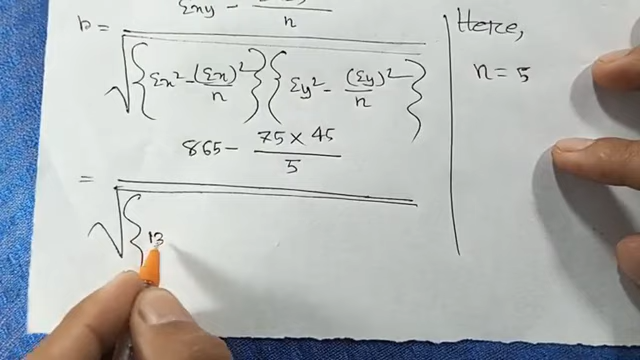 Σxy − n
r =
√{Σx² − (Σx)²/n}{Σy² − (Σy)²/n}
Here,
n = 5
865 − 75 × 45 / 5
=
√{ 13